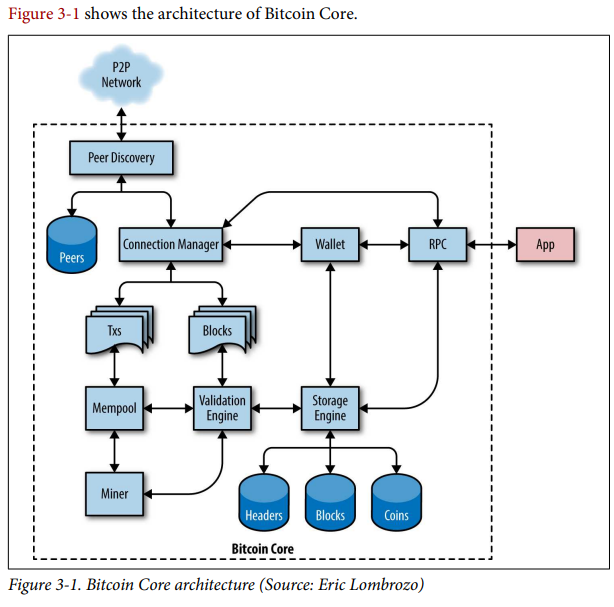 Figure 3-1 shows the architecture of Bitcoin Core.
P2P
Network
Peer Discovery
Peers
Connection Manager
Wallet
RPC
App
Txs
Blocks
Mempool
Validation
Engine
Storage
Engine
Miner
Headers
Blocks
Coins
Bitcoin Core
Figure 3-1. Bitcoin Core architecture (Source: Eric Lombrozo)